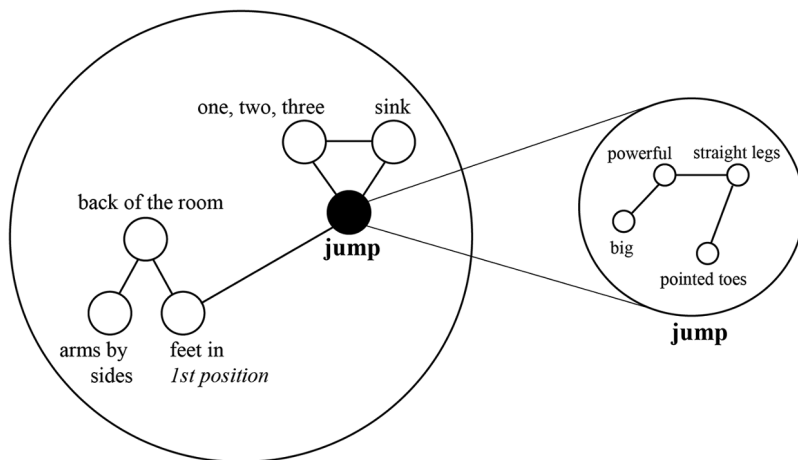 one, two, three
sink
back of the room
jump
arms by
sides
feet in
1st position
powerful
straight legs
big
pointed toes
jump